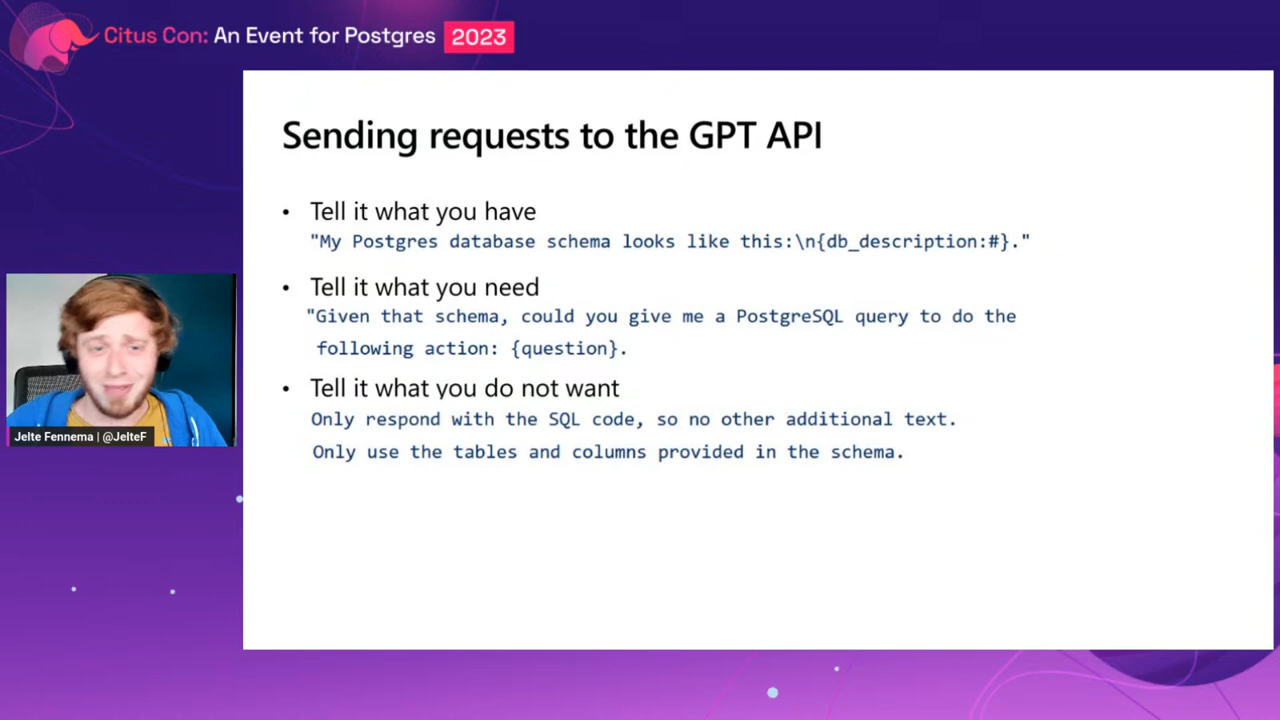 Citus Con: An Event for Postgres 2023
Sending requests to the GPT API
• Tell it what you have
"My Postgres database schema looks like this:\n{db_description:#}."
• Tell it what you need
"Given that schema, could you give me a PostgreSQL query to do the
following action: {question}.
• Tell it what you do not want
Only respond with the SQL code, so no other additional text.
Only use the tables and columns provided in the schema.
Jelte Fennema | @JelteF